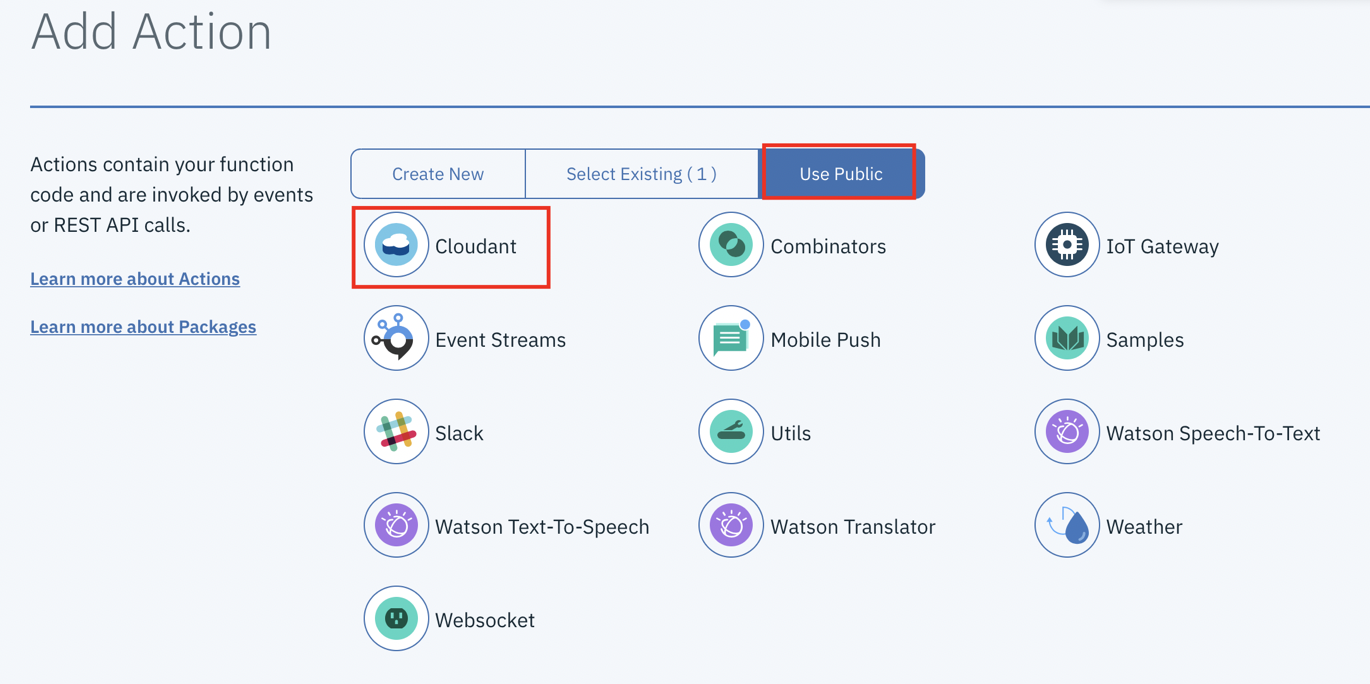 Add Action
Actions contain your function
code and are invoked by events
or REST API calls.
Learn more about Actions
Learn more about Packages
Create New
Select Existing ( 1 )
Use Public
Cloudant
Combinators
IoT Gateway
Event Streams
Mobile Push
Samples
Slack
Utils
Watson Speech-To-Text
Watson Text-To-Speech
Watson Translator
Weather
Websocket